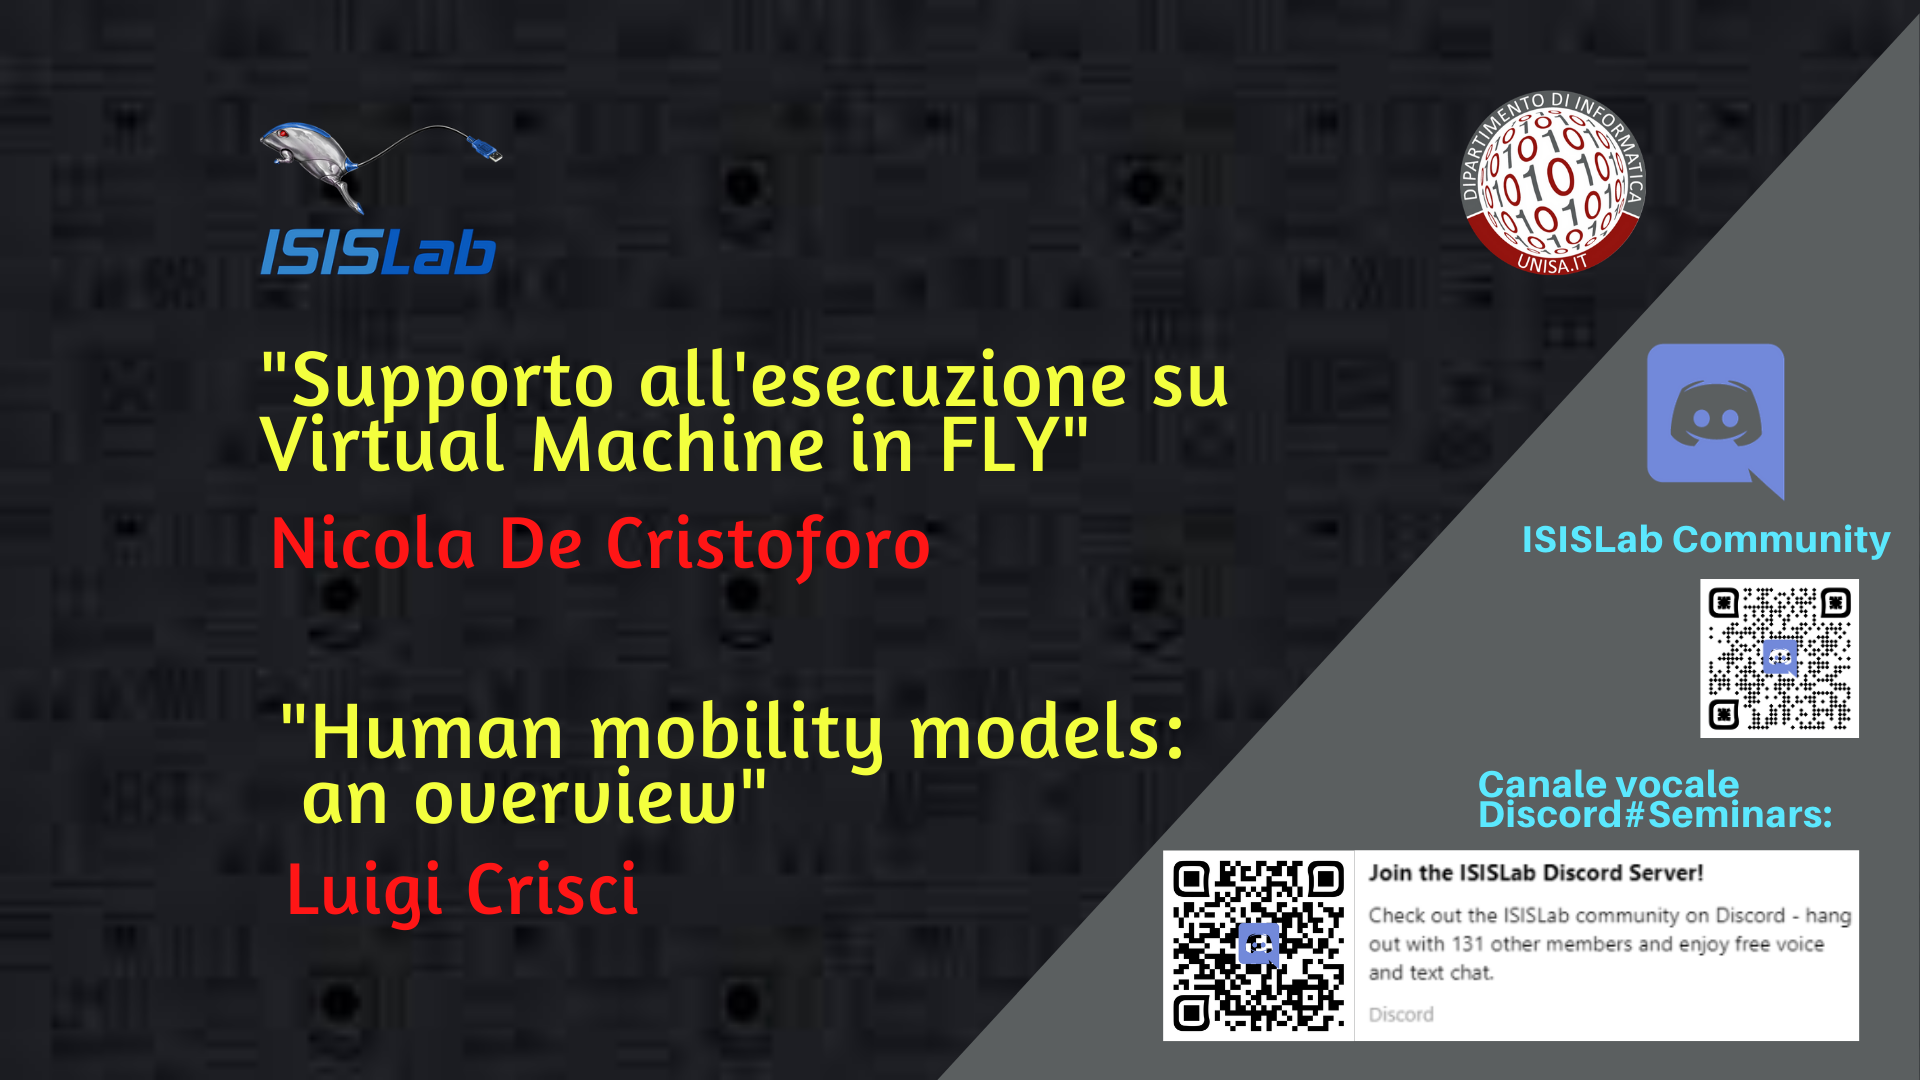 ISISLab
DIPARTIMENTO DI INFORMATICA
UNISA.IT
"Supporto all'esecuzione su
Virtual Machine in FLY"
Nicola De Cristoforo
"Human mobility models:
an overview"
Luigi Crisci
ISISLab Community
Canale vocale
Discord#Seminars:
Join the ISISLab Discord Server!
Check out the ISISLab community on Discord - hang
out with 131 other members and enjoy free voice
and text chat.
Discord